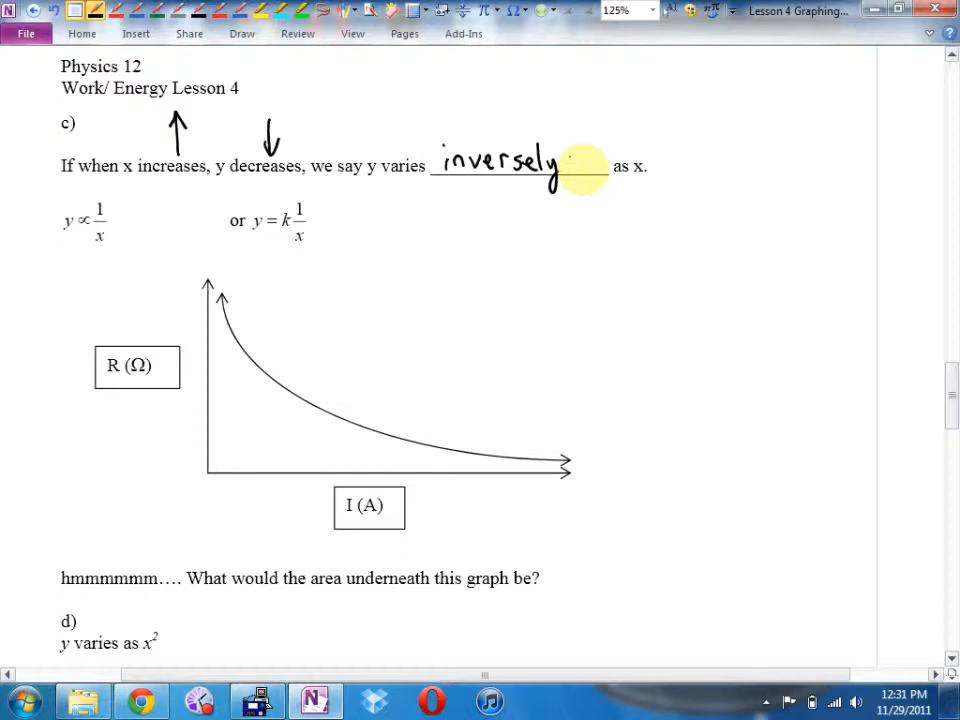 125% Lesson 4 Graphing...
File Home Insert Share Draw Review View Pages Add-Ins
Physics 12
Work/ Energy Lesson 4
c)
If when x increases, y decreases, we say y varies inversely as x.
y ∝ 1/x or y = k 1/x
R (Ω)
I (A)
hmmmmmm…. What would the area underneath this graph be?
d)
y varies as x²
12:31 PM
11/29/2011